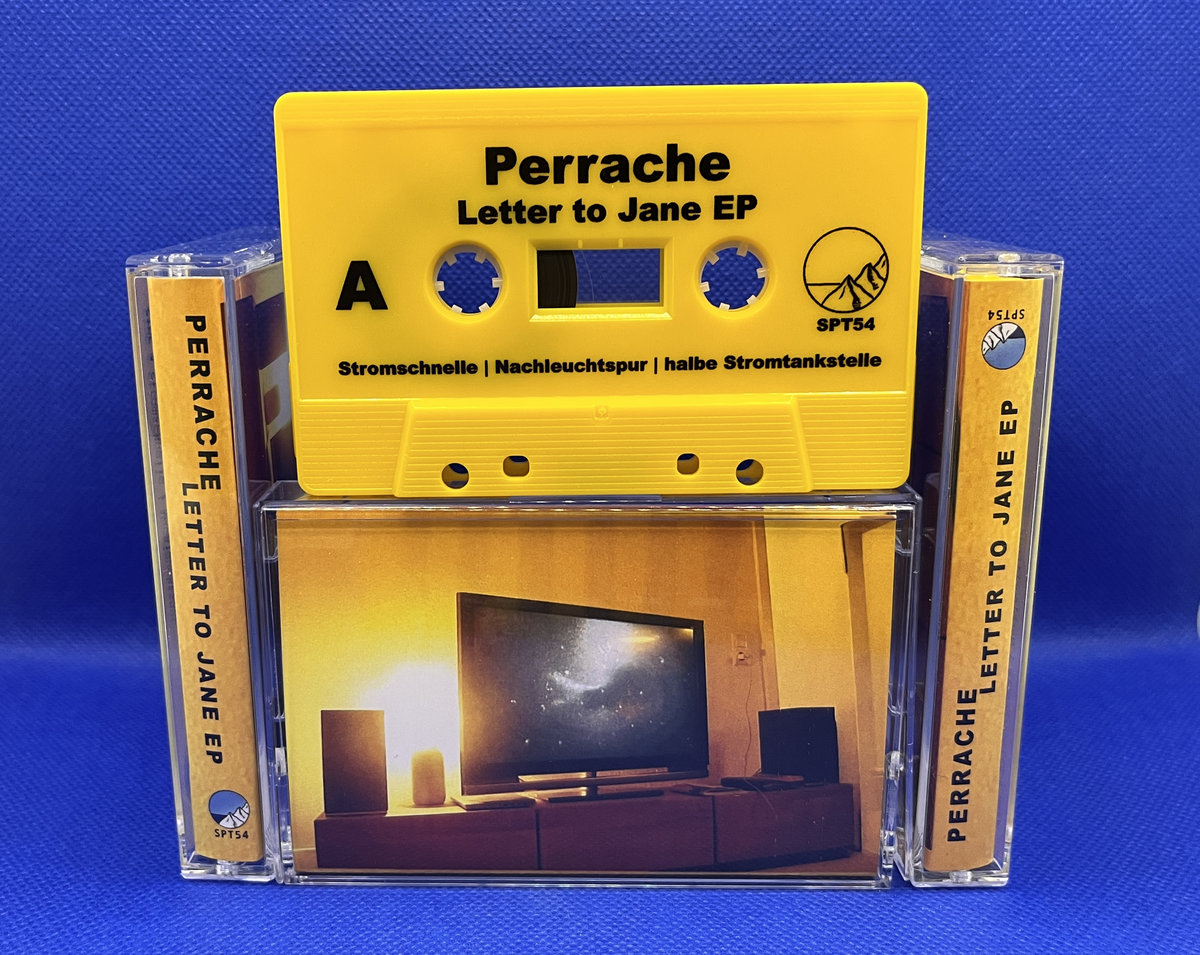 Perrache
Letter to Jane EP
A
SPT54
Stromschnelle | Nachleuchtspur | halbe Stromtankstelle
PERRACHE
LETTER TO JANE EP
SPT54
PERRACHE
LETTER TO JANE EP
SPT54